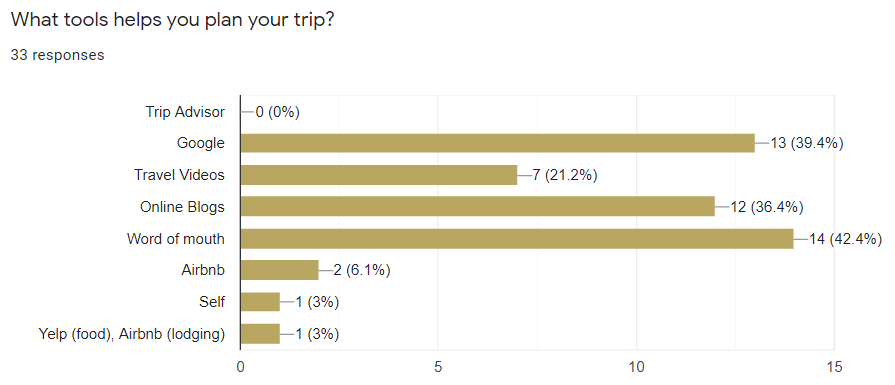 What tools helps you plan your trip?
33 responses
Trip Advisor 0 (0%)
Google 13 (39.4%)
Travel Videos 7 (21.2%)
Online Blogs 12 (36.4%)
Word of mouth 14 (42.4%)
Airbnb 2 (6.1%)
Self 1 (3%)
Yelp (food), Airbnb (lodging) 1 (3%)
0 5 10 15